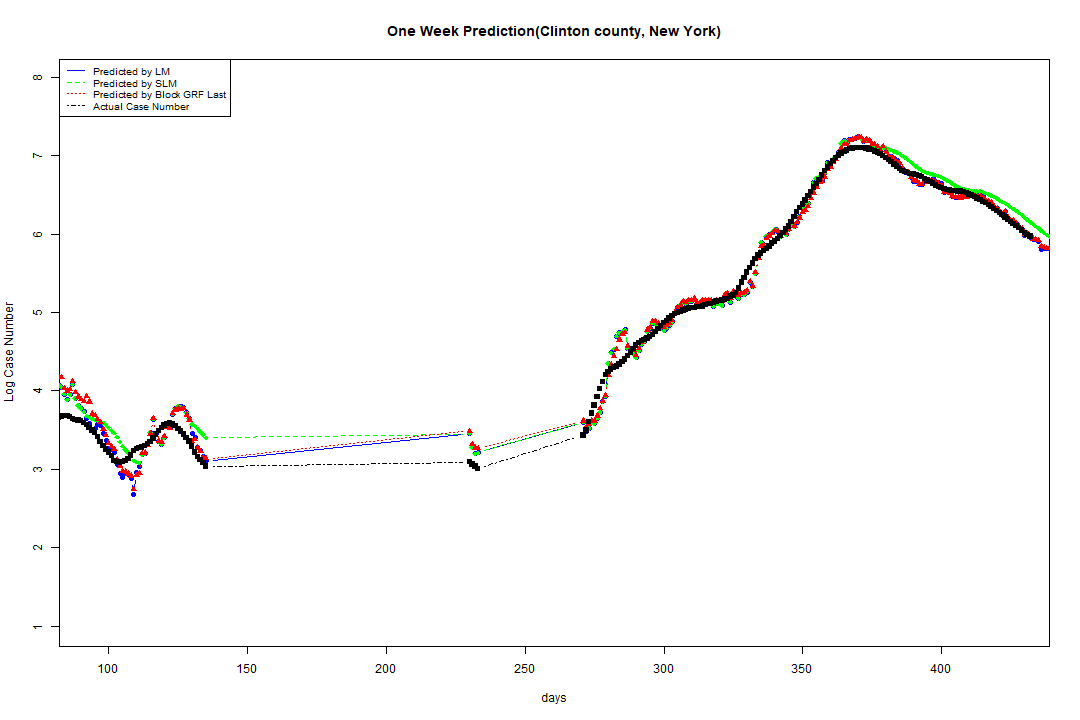 One Week Prediction(Clinton county, New York)
Predicted by LM
Predicted by SLM
Predicted by Block GRF Last
Actual Case Number
8
7
6
5
4
3
2
1
Log Case Number
100 150 200 250 300 350 400
days